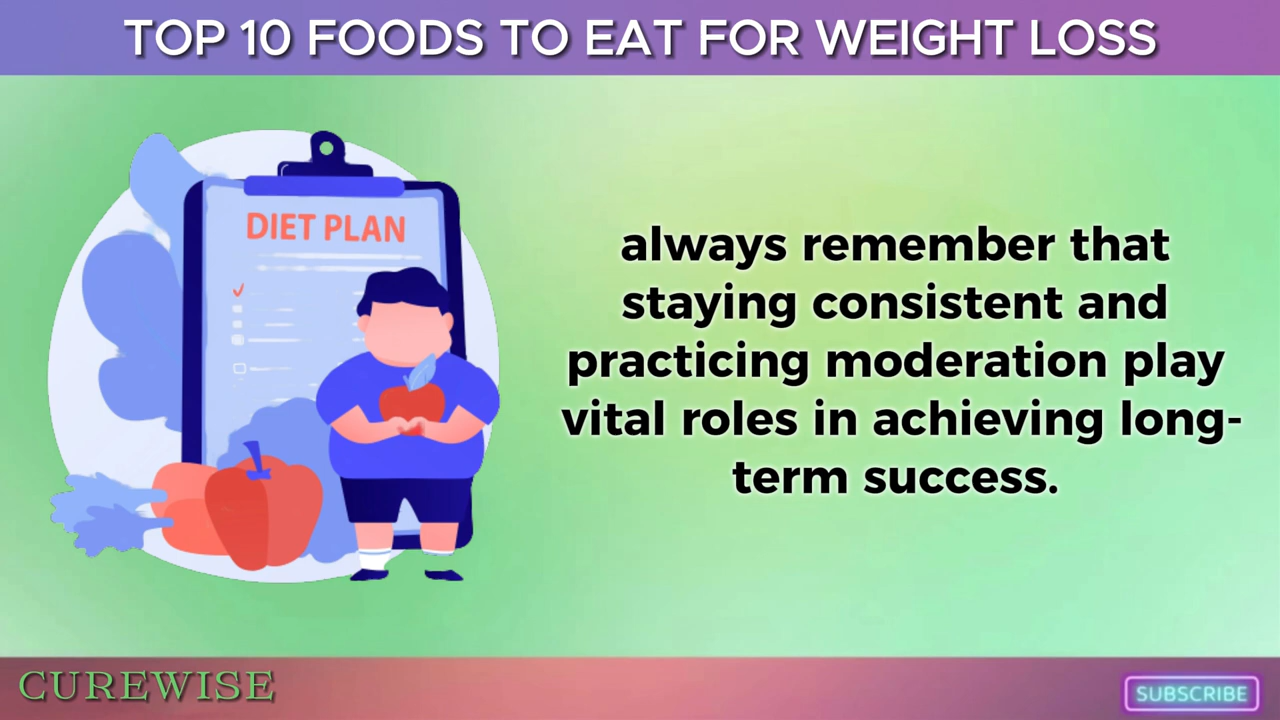 TOP 10 FOODS TO EAT FOR WEIGHT LOSS
DIET PLAN
always remember that
staying consistent and
practicing moderation play
vital roles in achieving long-
term success.
CUREWISE
SUBSCRIBE